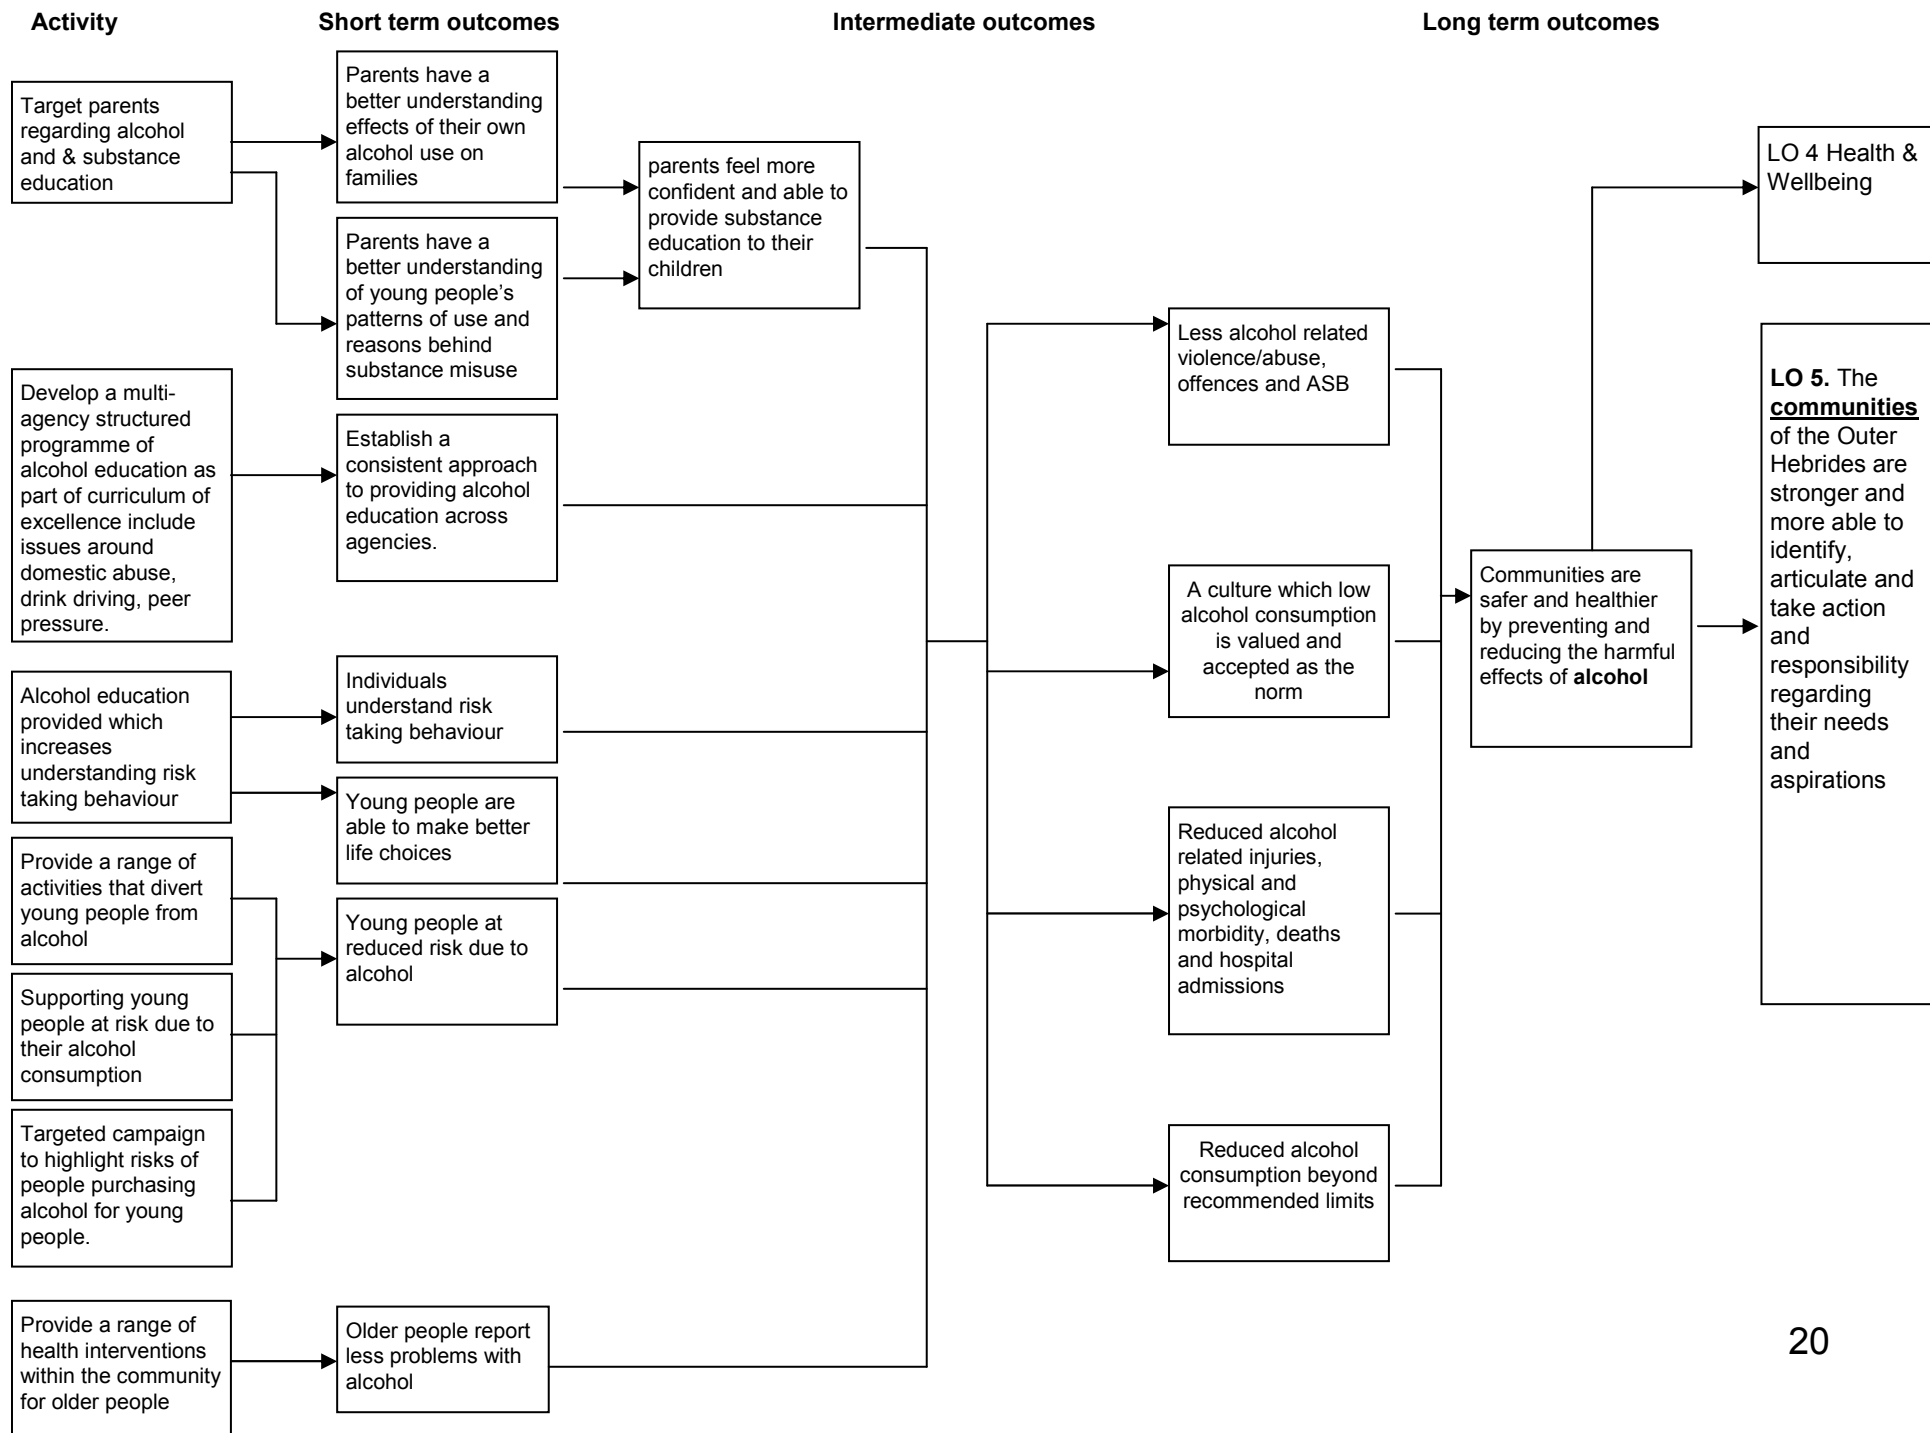 Activity
Short term outcomes
Intermediate outcomes
Long term outcomes
Target parents
regarding alcohol
and & substance
education
Develop a multi-
agency structured
programme of
alcohol education as
part of curriculum of
excellence include
issues around
domestic abuse,
drink driving, peer
pressure.
Alcohol education
provided which
increases
understanding risk
taking behaviour
Provide a range of
activities that divert
young people from
alcohol
Supporting young
people at risk due to
their alcohol
consumption
Targeted campaign
to highlight risks of
people purchasing
alcohol for young
people.
Provide a range of
health interventions
within the community
for older people
Parents have a
better understanding
effects of their own
alcohol use on
families
Parents have a
better understanding
of young people’s
patterns of use and
reasons behind
substance misuse
Establish a
consistent approach
to providing alcohol
education across
agencies.
Individuals
understand risk
taking behaviour
Young people are
able to make better
life choices
Young people at
reduced risk due to
alcohol
Older people report
less problems with
alcohol
parents feel more
confident and able to
provide substance
education to their
children
Less alcohol related
violence/abuse,
offences and ASB
A culture which low
alcohol consumption
is valued and
accepted as the
norm
Reduced alcohol
related injuries,
physical and
psychological
morbidity, deaths
and hospital
admissions
Reduced alcohol
consumption beyond
recommended limits
Communities are
safer and healthier
by preventing and
reducing the harmful
effects of alcohol
LO 4 Health &
Wellbeing
LO 5. The
communities
of the Outer
Hebrides are
stronger and
more able to
identify,
articulate and
take action
and
responsibility
regarding
their needs
and
aspirations
20